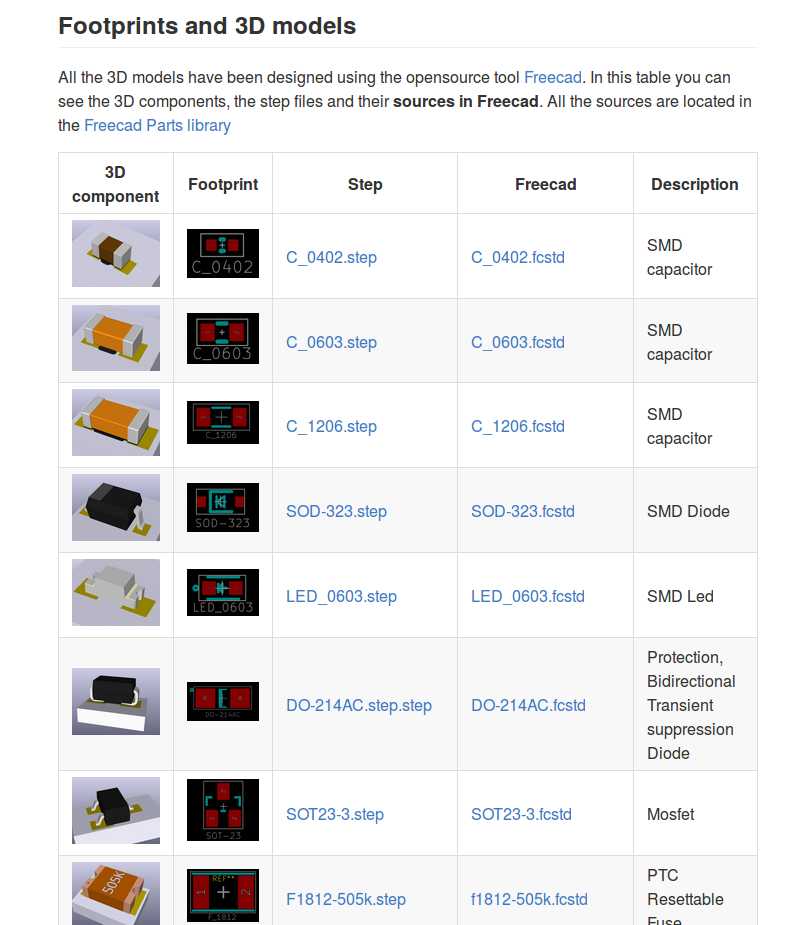 Footprints and 3D models
All the 3D models have been designed using the opensource tool Freecad. In this table you can
see the 3D components, the step files and their sources in Freecad. All the sources are located in
the Freecad Parts library
3D
component
Footprint
Step
Freecad
Description
C_0402
C_0402.step
C_0402.fcstd
SMD
capacitor
C_0603
C_0603.step
C_0603.fcstd
SMD
capacitor
C_1206
C_1206.step
C_1206.fcstd
SMD
capacitor
SOD-323
SOD-323.step
SOD-323.fcstd
SMD Diode
LED_0603
LED_0603.step
LED_0603.fcstd
SMD Led
DO-214AC
DO-214AC.step.step
DO-214AC.fcstd
Protection,
Bidirectional
Transient
suppression
Diode
SOT-23
SOT23-3.step
SOT23-3.fcstd
Mosfet
505K
REF**
1
2
F_1812
F1812-505k.step
f1812-505k.fcstd
PTC
Resettable
Fuse